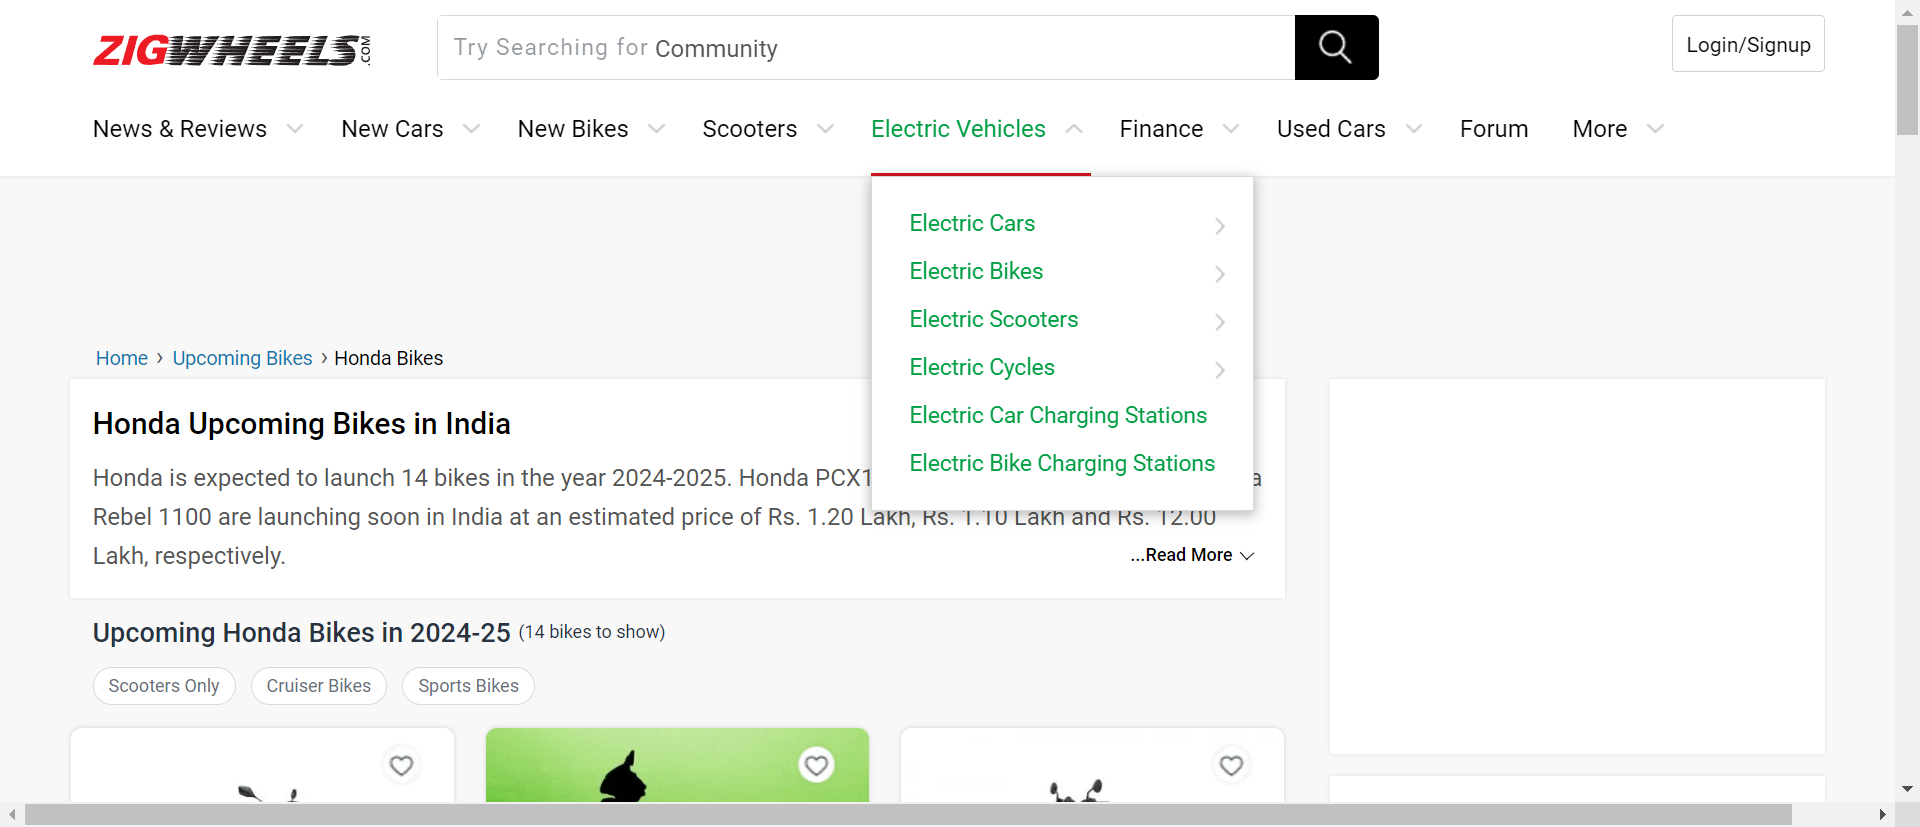 ZIGWHEELS.COM
Try Searching for Community
Login/Signup
News & Reviews New Cars New Bikes Scooters Electric Vehicles Finance Used Cars Forum More
Electric Cars
Electric Bikes
Electric Scooters
Electric Cycles
Electric Car Charging Stations
Electric Bike Charging Stations
Home › Upcoming Bikes › Honda Bikes
Honda Upcoming Bikes in India
Honda is expected to launch 14 bikes in the year 2024-2025. Honda PCX1 a
Rebel 1100 are launching soon in India at an estimated price of Rs. 1.20 Lakh, Rs. 1.10 Lakh and Rs. 12.00
Lakh, respectively.
...Read More
Upcoming Honda Bikes in 2024-25 (14 bikes to show)
Scooters Only Cruiser Bikes Sports Bikes